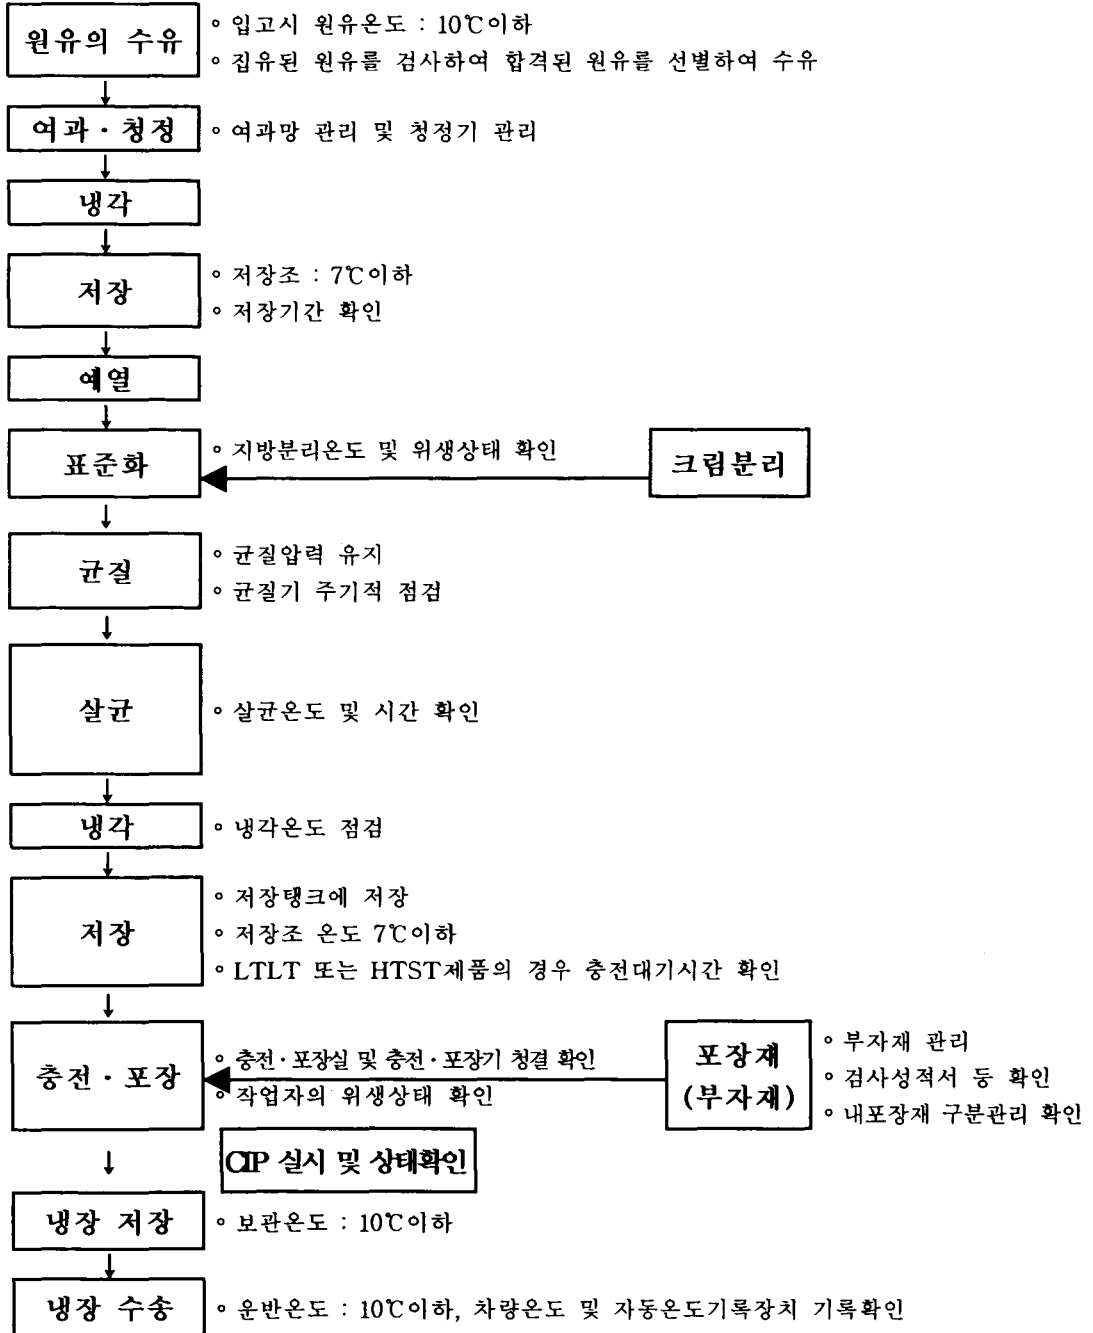 원유의 수유
◦ 입고시 원유온도 : 10℃이하
◦ 집유된 원유를 검사하여 합격된 원유를 선별하여 수유
여과·청정
◦ 여과망 관리 및 청정기 관리
냉각
저장
◦ 저장조 : 7℃이하
◦ 저장기간 확인
예열
표준화
◦ 지방분리온도 및 위생상태 확인
크림분리
균질
◦ 균질압력 유지
◦ 균질기 주기적 점검
살균
◦ 살균온도 및 시간 확인
냉각
◦ 냉각온도 점검
저장
◦ 저장탱크에 저장
◦ 저장조 온도 7℃이하
◦ LTLT 또는 HTST제품의 경우 충전대기시간 확인
충전·포장
◦ 충전·포장실 및 충전·포장기 청결 확인
◦ 작업자의 위생상태 확인
포장재
(부자재)
◦ 부자재 관리
◦ 검사성적서 등 확인
◦ 내포장재 구분관리 확인
CIP 실시 및 상태확인
냉장 저장
◦ 보관온도 : 10℃이하
냉장 수송
◦ 운반온도 : 10℃이하, 차량온도 및 자동온도기록장치 기록확인